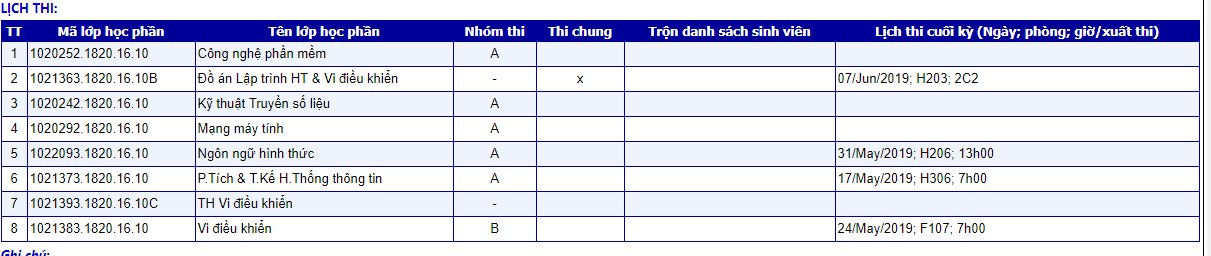 LỊCH THI:
TT Mã lớp học phần Tên lớp học phần Nhóm thi Thi chung Trộn danh sách sinh viên Lịch thi cuối kỳ (Ngày; phòng; giờ/xuất thi)
1 1020252.1820.16.10 Công nghệ phần mềm A
2 1021363.1820.16.10B Đồ án Lập trình HT & Vi điều khiển - x 07/Jun/2019; H203; 2C2
3 1020242.1820.16.10 Kỹ thuật Truyền số liệu A
4 1020292.1820.16.10 Mạng máy tính A
5 1022093.1820.16.10 Ngôn ngữ hình thức A 31/May/2019; H206; 13h00
6 1021373.1820.16.10 P.Tích & T.Kế H.Thống thông tin A 17/May/2019; H306; 7h00
7 1021393.1820.16.10C TH Vi điều khiển -
8 1021383.1820.16.10 Vi điều khiển B 24/May/2019; F107; 7h00
Ghi chú: